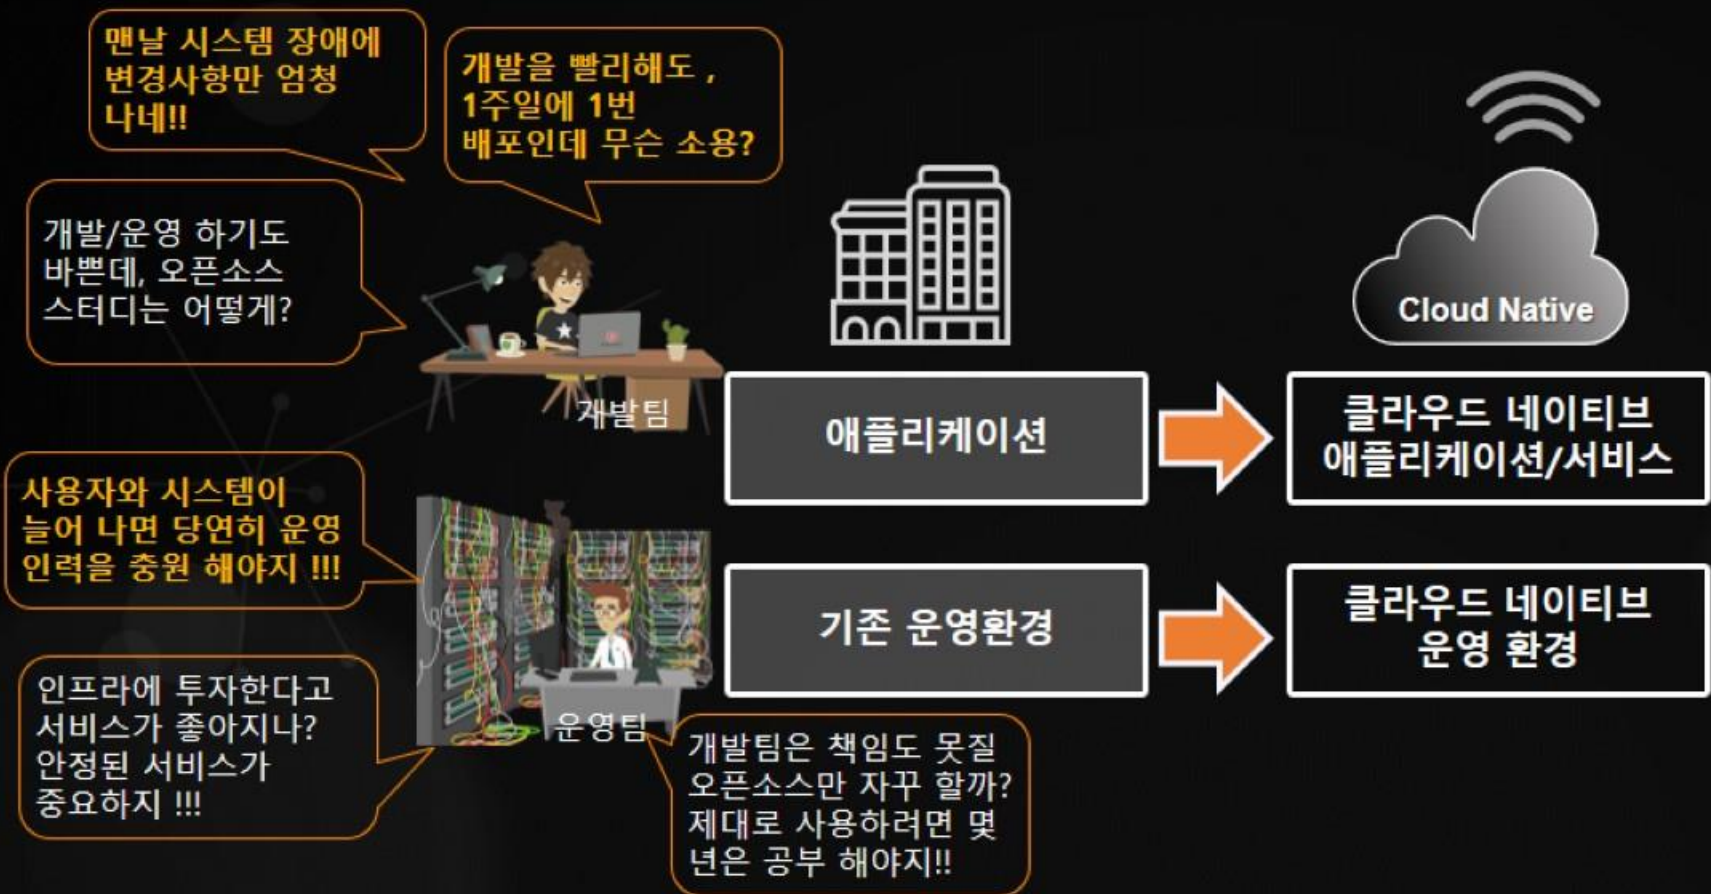 맨날 시스템 장애에
변경사항만 엄청
나네!!
개발을 빨리해도 ,
1주일에 1번
배포인데 무슨 소용?
개발/운영 하기도
바쁜데, 오픈소스
스터디는 어떻게?
개발팀
Cloud Native
애플리케이션
클라우드 네이티브
애플리케이션/서비스
사용자와 시스템이
늘어 나면 당연히 운영
인력을 충원 해야지 !!!
기존 운영환경
클라우드 네이티브
운영 환경
인프라에 투자한다고
서비스가 좋아지나?
안정된 서비스가
중요하지 !!!
운영팀
개발팀은 책임도 못질
오픈소스만 자꾸 할까?
제대로 사용하려면 몇
년은 공부 해야지!!